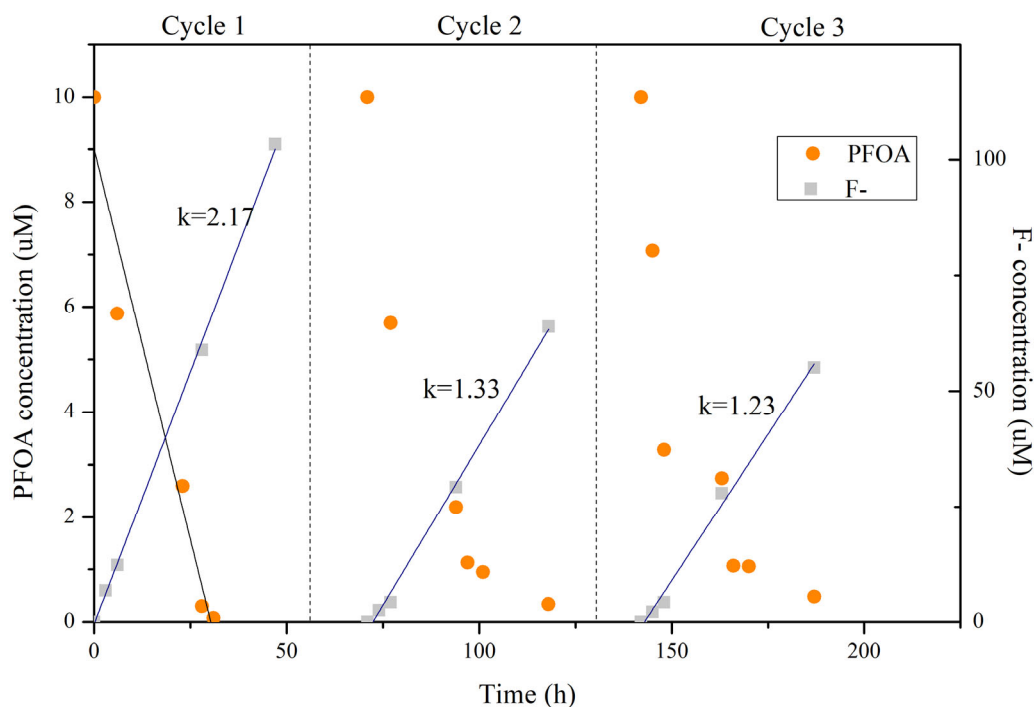 Cycle 1 Cycle 2 Cycle 3
PFOA concentration (uM)
10
8
6
4
2
0
k=2.17
k=1.33
k=1.23
PFOA
F-
100
50
0
F- concentration (uM)
0 50 100 150 200
Time (h)